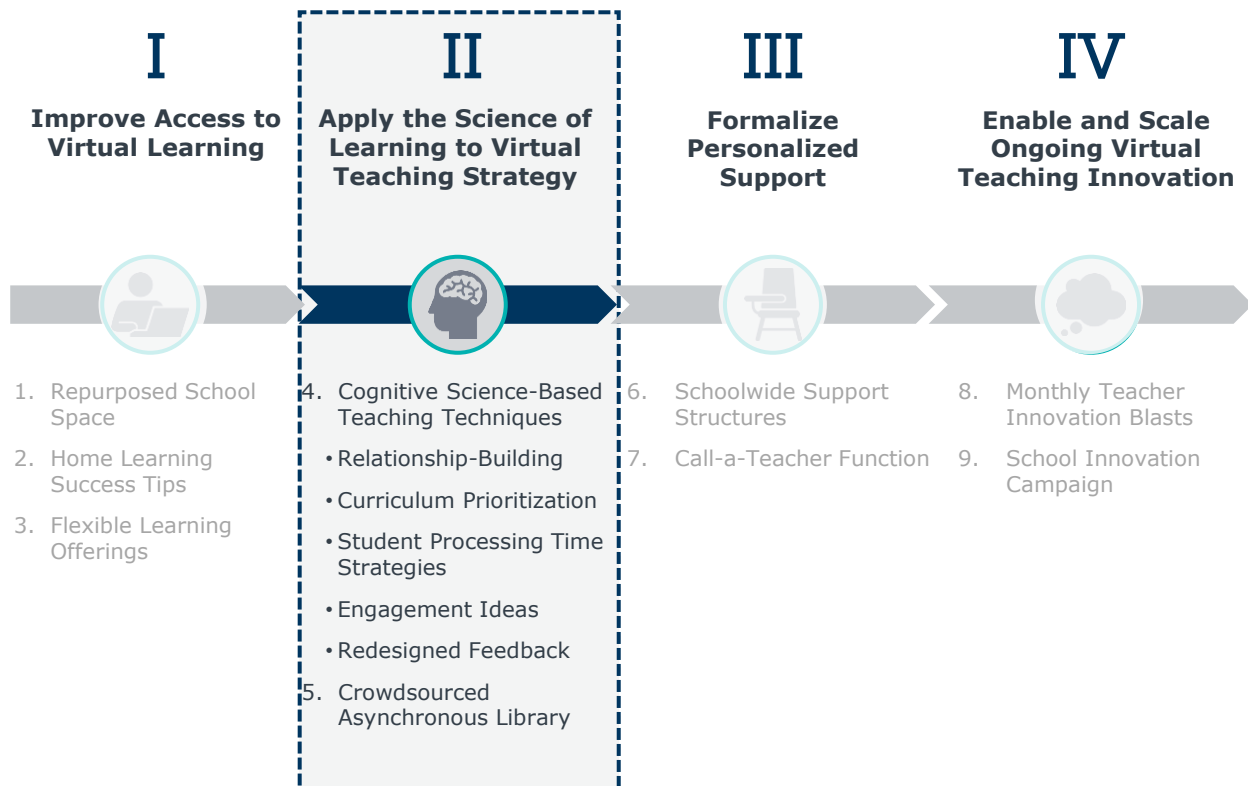 I
Improve Access to
Virtual Learning
1. Repurposed School
Space
2. Home Learning
Success Tips
3. Flexible Learning
Offerings
II
Apply the Science of
Learning to Virtual
Teaching Strategy
4. Cognitive Science-Based
Teaching Techniques
• Relationship-Building
• Curriculum Prioritization
• Student Processing Time
Strategies
• Engagement Ideas
• Redesigned Feedback
5. Crowdsourced
Asynchronous Library
III
Formalize
Personalized
Support
6. Schoolwide Support
Structures
7. Call-a-Teacher Function
IV
Enable and Scale
Ongoing Virtual
Teaching Innovation
8. Monthly Teacher
Innovation Blasts
9. School Innovation
Campaign